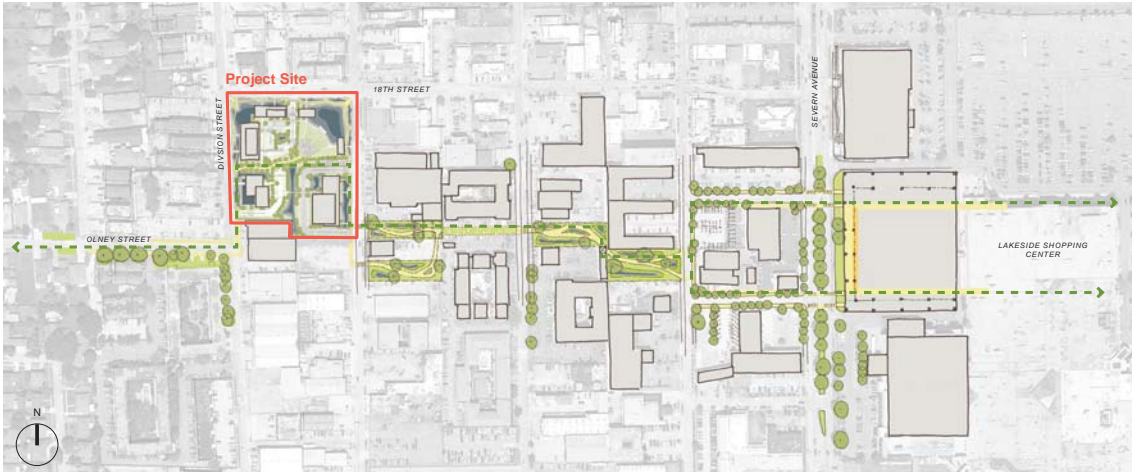 Project Site
18TH STREET
DIVSION STREET
SEVERN AVENUE
OLNEY STREET
LAKESIDE SHOPPING
CENTER
N